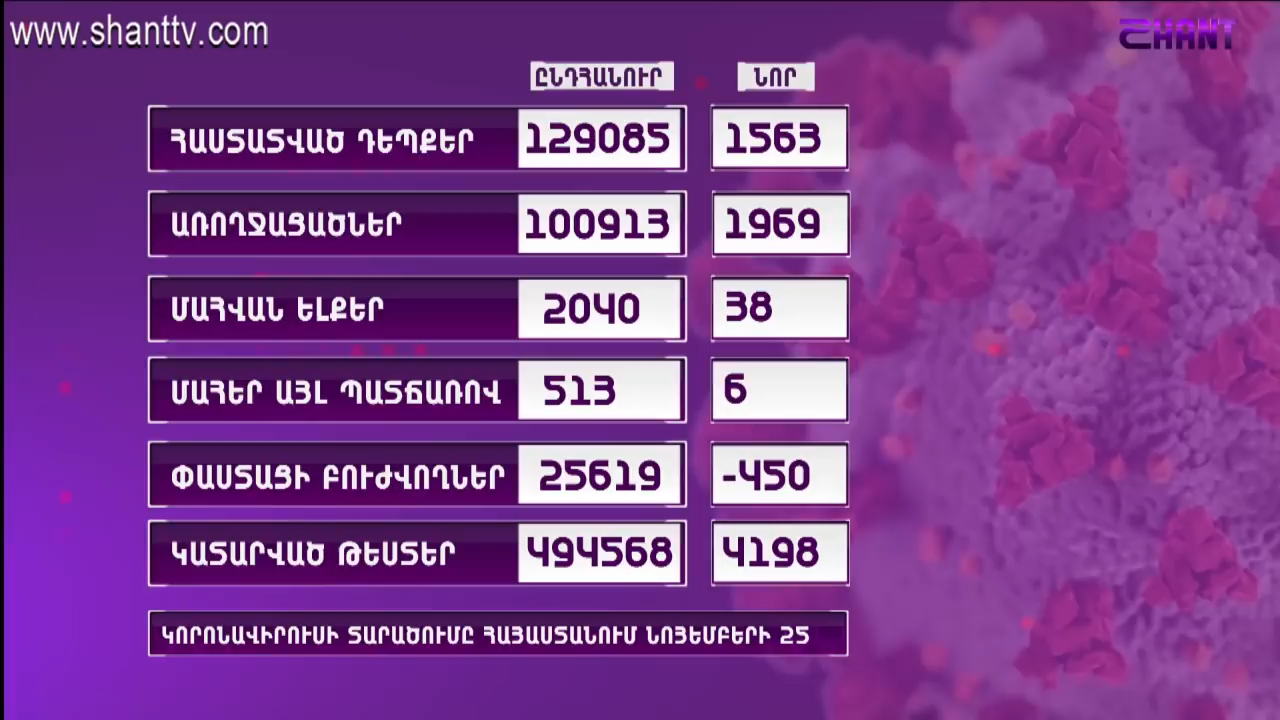 www.shanttv.com
SHANT
ԸՆԴՀԱՆՈՒՐ ՆՈՐ
ՀԱՍՏԱՏՎԱԾ ԴԵՊՔԵՐ 129085 1563
ԱՌՈՂՋԱՑԱԾՆԵՐ 100913 1969
ՄԱՀՎԱՆ ԵԼՔԵՐ 2040 38
ՄԱՀԵՐ ԱՅԼ ՊԱՏՃԱՌՈՎ 513 6
ՓԱՍՏԱՑԻ ԲՈՒԺՎՈՂՆԵՐ 25619 -450
ԿԱՏԱՐՎԱԾ ԹԵՍՏԵՐ 494568 4198
ԿՈՐՈՆԱՎԻՐՈՒՍԻ ՏԱՐԱԾՈՒՄԸ ՀԱՅԱՍՏԱՆՈՒՄ ՆՈՅԵՄԲԵՐԻ 25